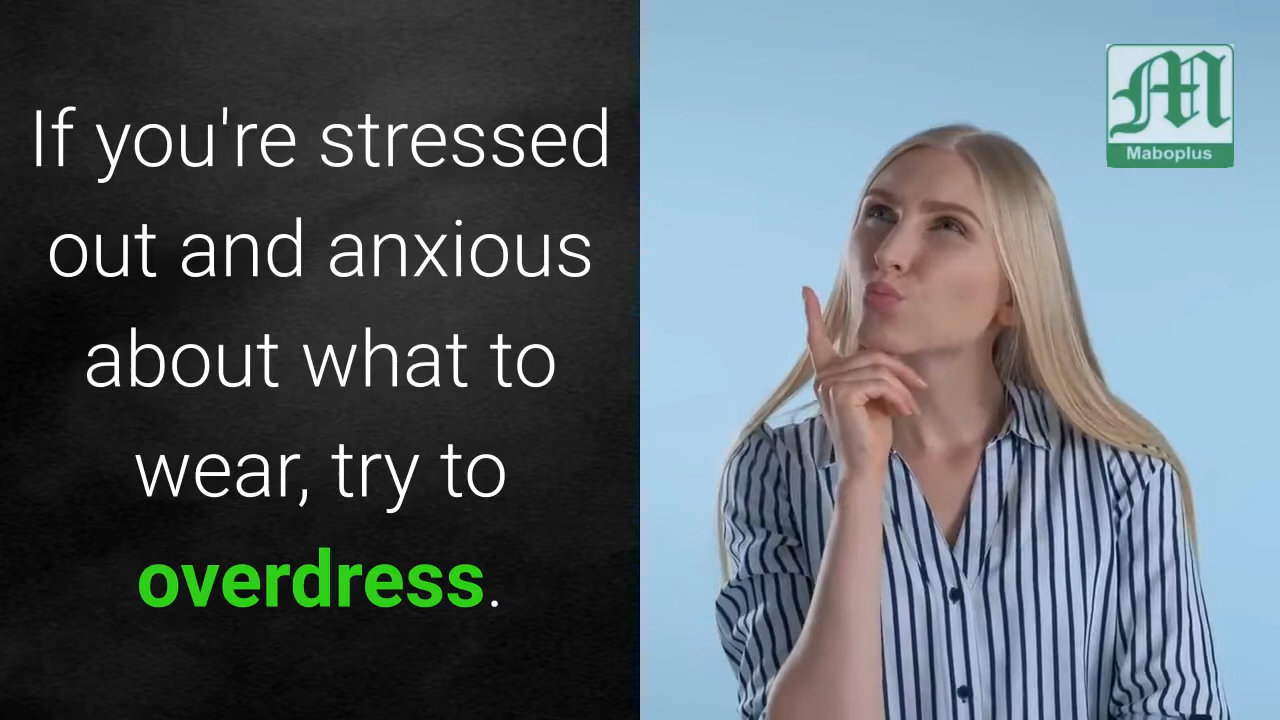 If you're stressed
out and anxious
about what to
wear, try to
overdress.
M
Maboplus